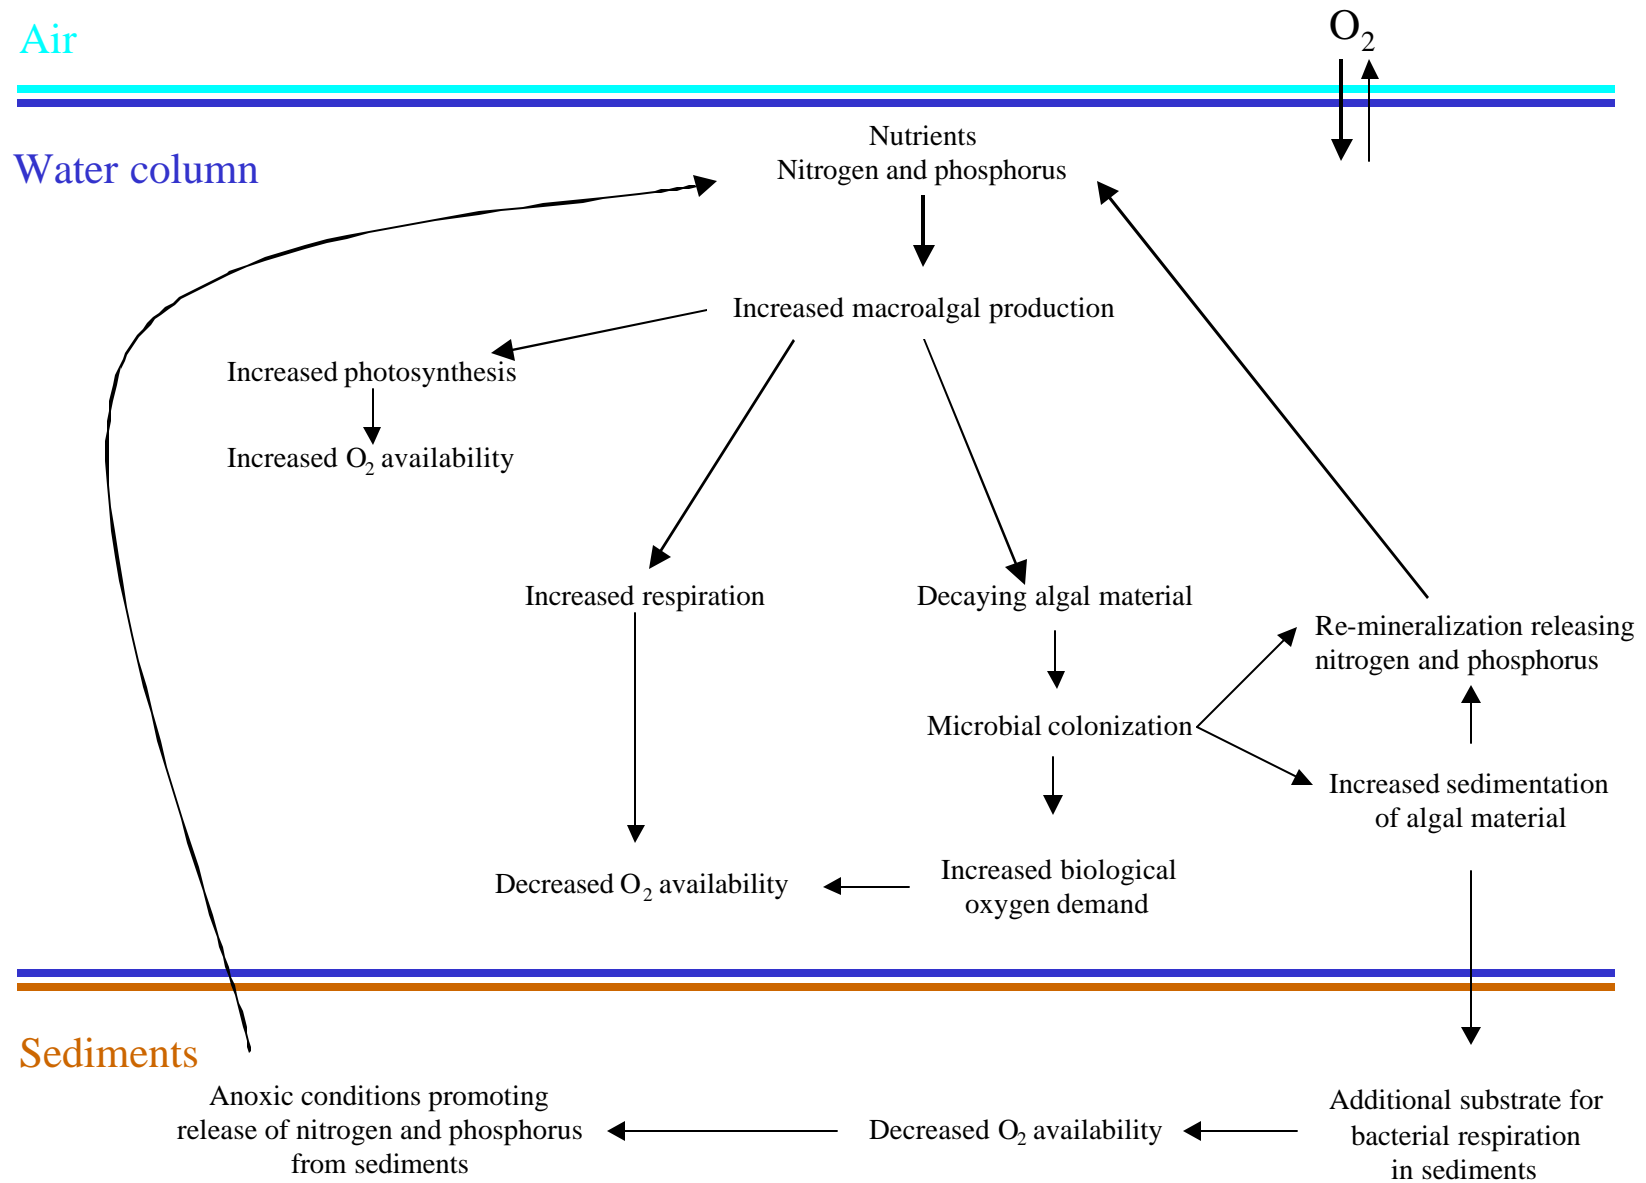 Air
O₂
Water column
Nutrients
Nitrogen and phosphorus
Increased macroalgal production
Increased photosynthesis
Increased O₂ availability
Increased respiration
Decaying algal material
Re-mineralization releasing
nitrogen and phosphorus
Microbial colonization
Increased sedimentation
of algal material
Decreased O₂ availability
Increased biological
oxygen demand
Sediments
Anoxic conditions promoting
release of nitrogen and phosphorus
from sediments
Decreased O₂ availability
Additional substrate for
bacterial respiration
in sediments